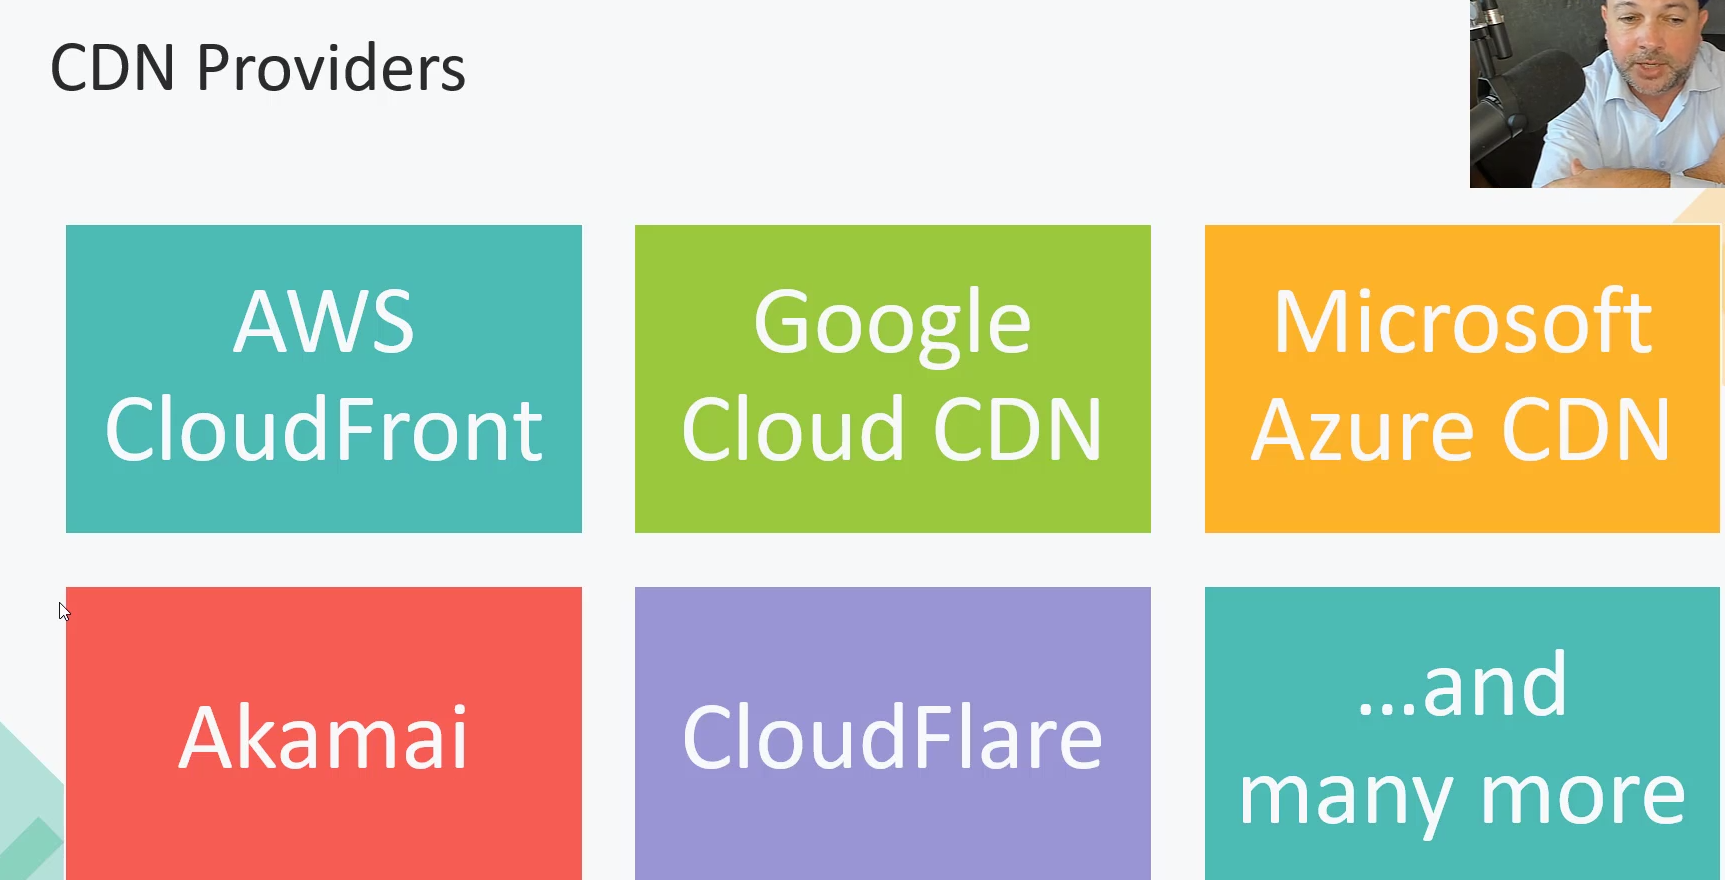 CDN Providers
AWS
CloudFront
Google
Cloud CDN
Microsoft
Azure CDN
Akamai
CloudFlare
...and
many more